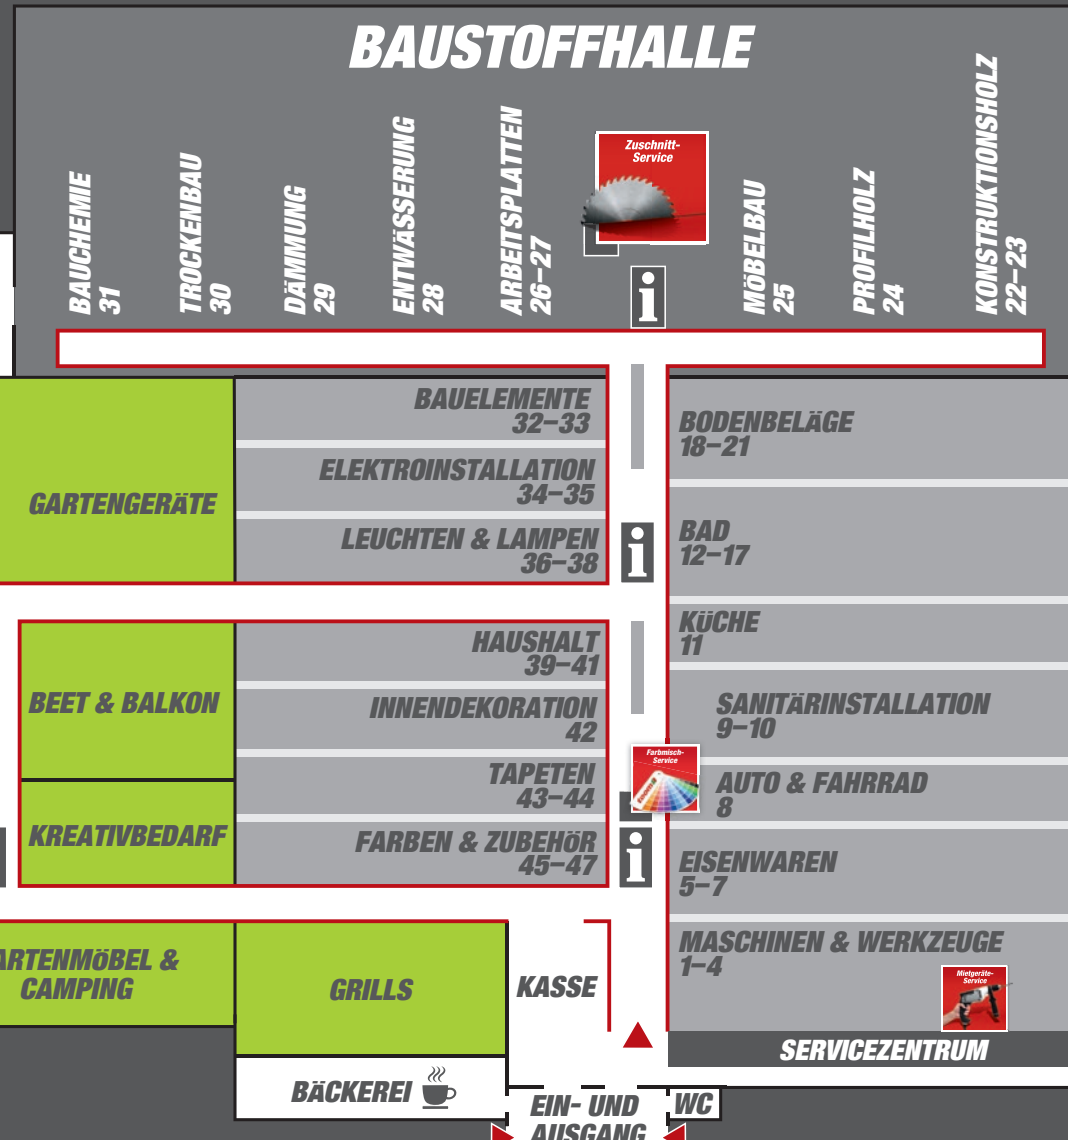 BAUSTOFFHALLE
BAUCHEMIE
31
TROCKENBAU
30
DÄMMUNG
29
ENTWÄSSERUNG
28
ARBEITSPLATTEN
26–27
Zuschnitt-
Service
i
MÖBELBAU
25
PROFILHOLZ
24
KONSTRUKTIONSHOLZ
22–23
GARTENGERÄTE
BAUELEMENTE
32–33
ELEKTROINSTALLATION
34–35
LEUCHTEN & LAMPEN
36–38
i
BODENBELÄGE
18–21
BAD
12–17
KÜCHE
11
BEET & BALKON
KREATIVBEDARF
HAUSHALT
39–41
INNENDEKORATION
42
TAPETEN
43–44
FARBEN & ZUBEHÖR
45–47
Farbmisch-
Service
i
SANITÄRINSTALLATION
9–10
AUTO & FAHRRAD
8
EISENWAREN
5–7
MASCHINEN & WERKZEUGE
1–4
Mietgeräte-
Service
ARTENMÖBEL &
CAMPING
GRILLS
KASSE
SERVICEZENTRUM
BÄCKEREI
EIN- UND
AUSGANG
WC